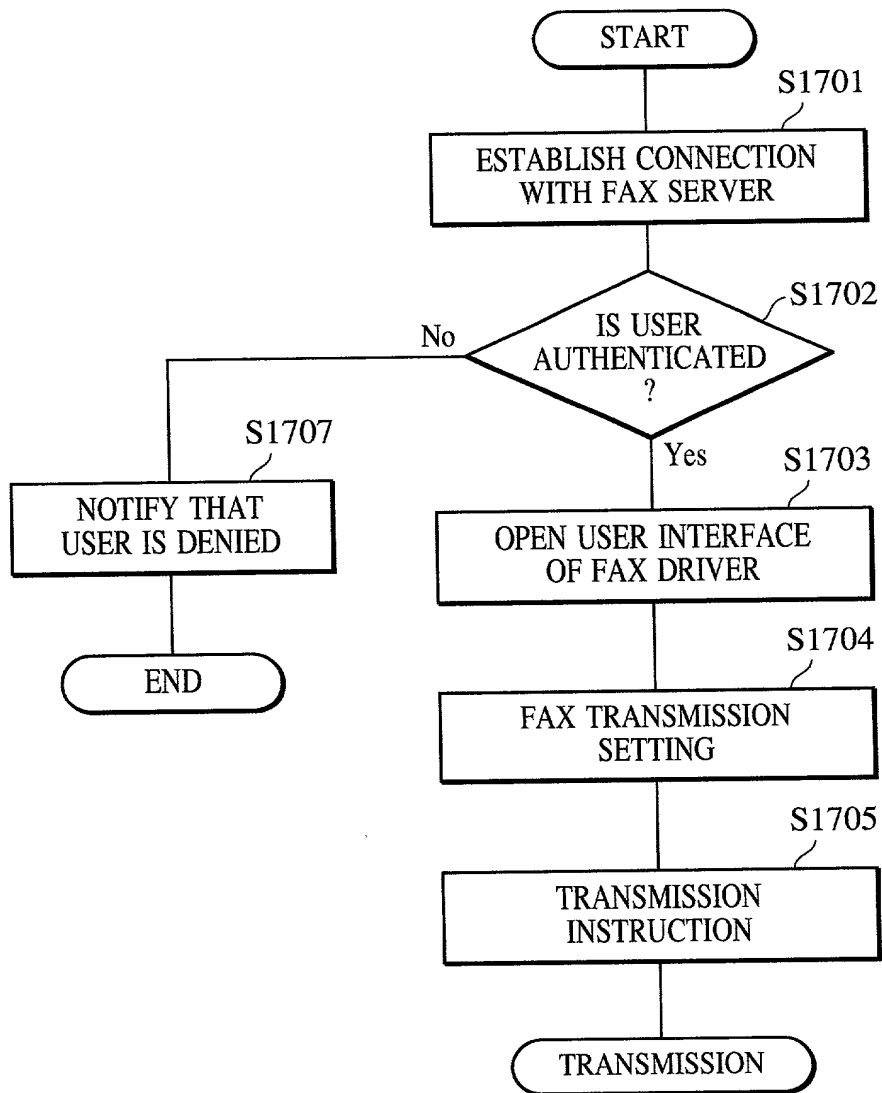 START
S1701
ESTABLISH CONNECTION
WITH FAX SERVER
S1702
IS USER
AUTHENTICATED
?
No
Yes
S1707
NOTIFY THAT
USER IS DENIED
END
S1703
OPEN USER INTERFACE
OF FAX DRIVER
S1704
FAX TRANSMISSION
SETTING
S1705
TRANSMISSION
INSTRUCTION
TRANSMISSION